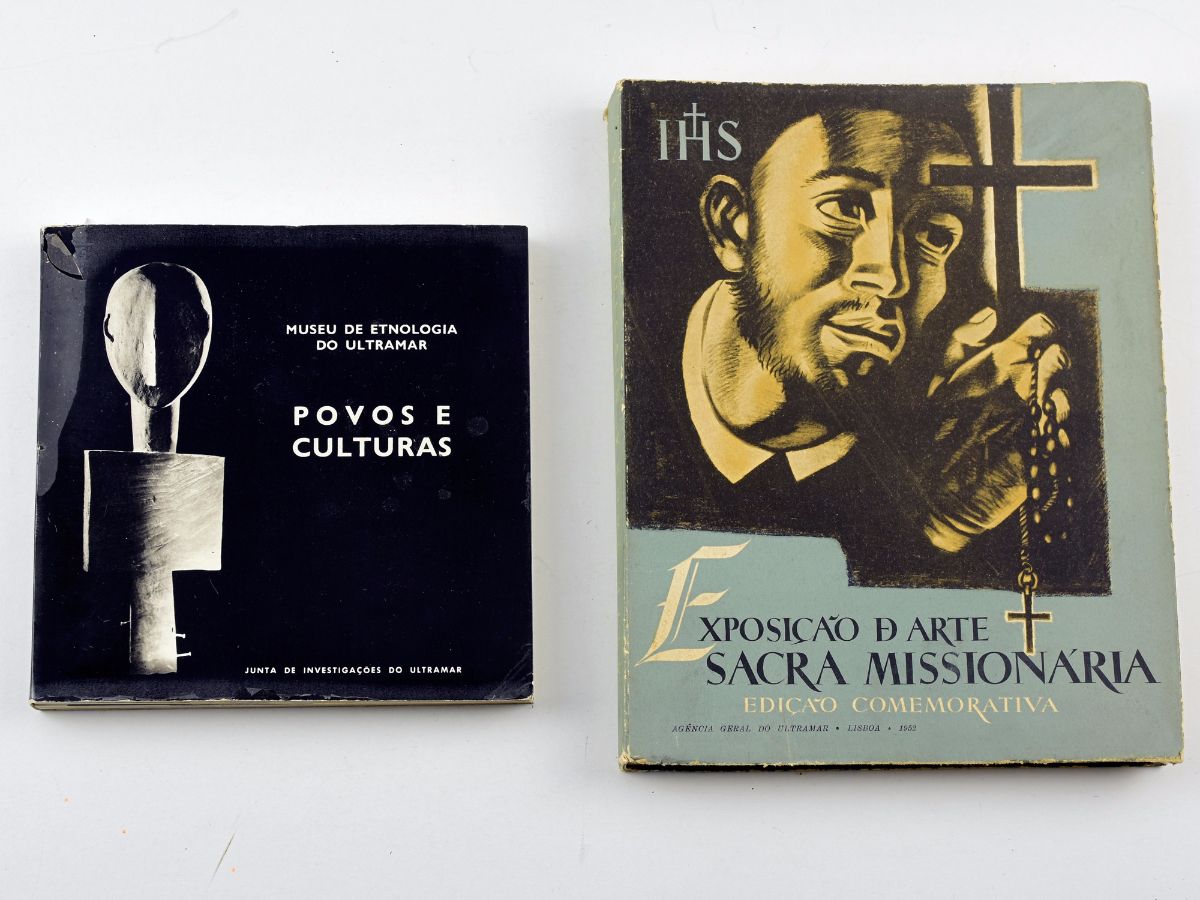 MUSEU DE ETNOLOGIA
DO ULTRAMAR
POVOS E
CULTURAS
JUNTA DE INVESTIGAÇÕES DO ULTRAMAR
IHS
EXPOSIÇÃO DE ARTE
SACRA MISSIONÁRIA
EDIÇÃO COMEMORATIVA
AGÊNCIA GERAL DO ULTRAMAR • LISBOA • 1952